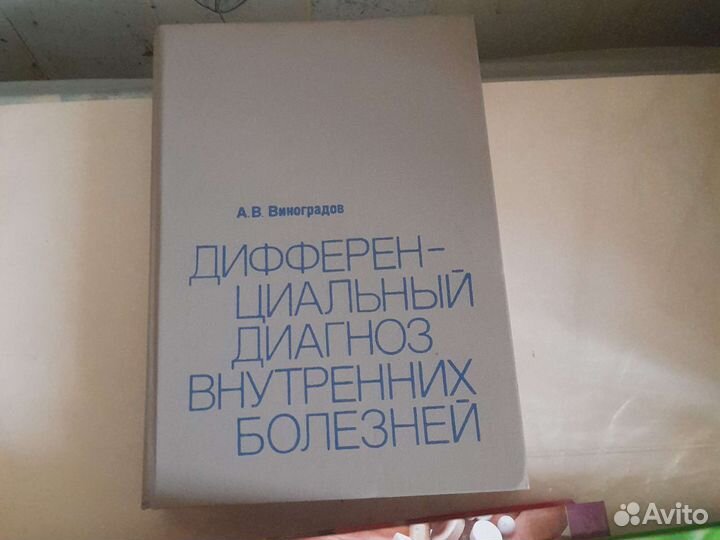 А.В. Виноградов
ДИФФЕРЕН-
ЦИАЛЬНЫЙ
ДИАГНОЗ
ВНУТРЕННИХ
БОЛЕЗНЕЙ
Avito